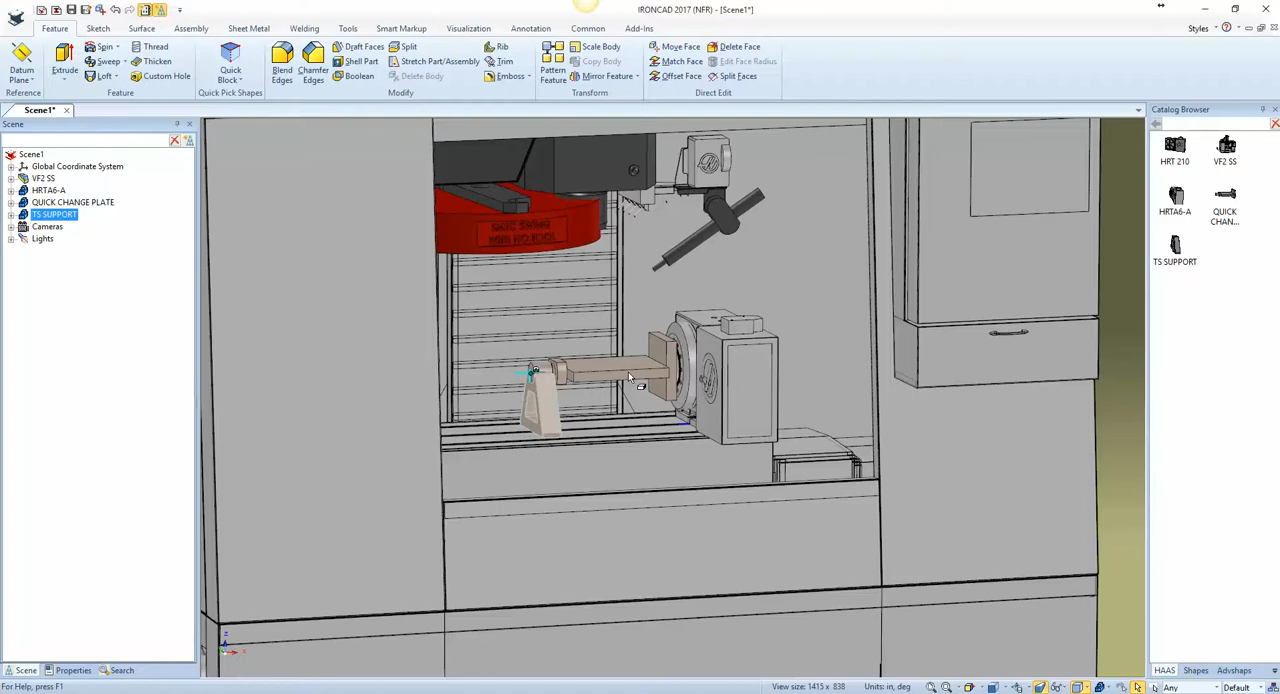 IRONCAD 2017 (NFR) - [Scene1*]
Feature Sketch Surface Assembly Sheet Metal Welding Tools Smart Markup Visualization Annotation Common Add-Ins Styles
Datum Plane Reference
Extrude Spin Sweep Loft Thread Thicken Custom Hole Feature
Quick Block Quick Pick Shapes
Blend Edges Chamfer Edges Draft Faces Shell Part Boolean Split Stretch Part/Assembly Delete Body Rib Trim Emboss Modify
Pattern Feature Scale Body Copy Body Mirror Feature Transform
Move Face Match Face Offset Face Delete Face Edit Face Radius Split Faces Direct Edit
Scene1*
Scene
Scene1
Global Coordinate System
VF2 SS
HRTA6-A
QUICK CHANGE PLATE
TS SUPPORT
Cameras
Lights
Catalog Browser
HRT 210 VF2 SS
HRTA6-A QUICK CHAN...
TS SUPPORT
Z
X
Scene Properties Search
HAAS Shapes Advshaps
For Help, press F1
View size: 1415 x 838 Units: in, deg
Any Default